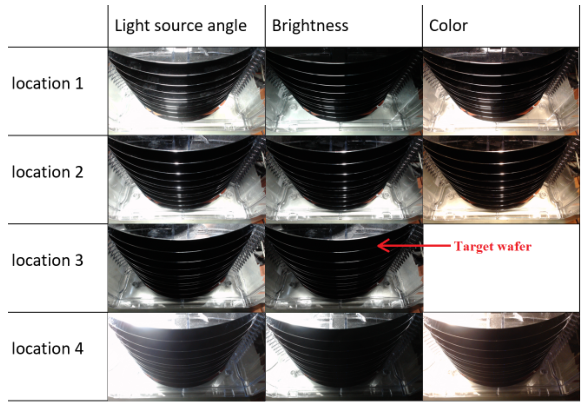 Light source angle
Brightness
Color
location 1
location 2
location 3
Target wafer
location 4